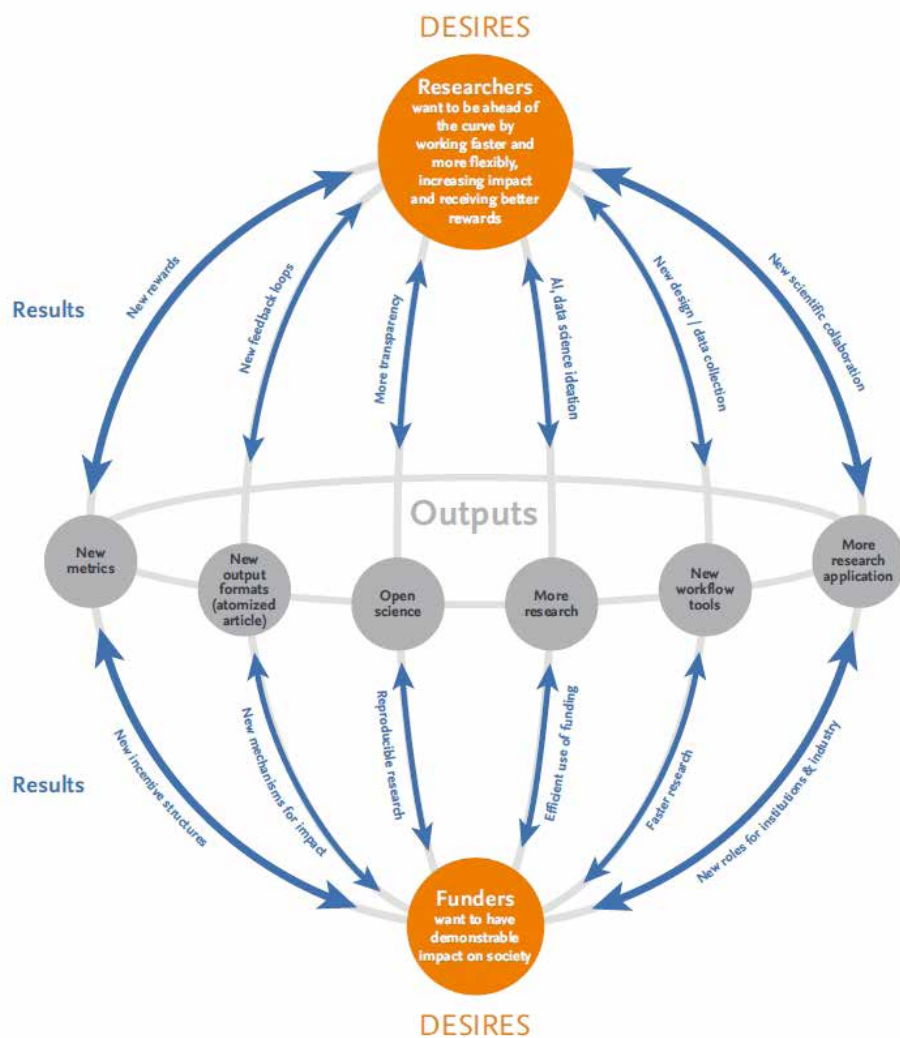 DESIRES
Researchers
want to be ahead of
the curve by
working faster and
more flexibly,
increasing impact
and receiving better
rewards
Results
New rewards
New feedback loops
More transparency
AI, data science ideation
New design / data collection
New scientific collaboration
Outputs
New
metrics
New
output
formats
(atomized
article)
Open
science
More
research
New
workflow
tools
More
research
application
Results
New incentive structures
New mechanisms for impact
Reproducible research
Efficient use of funding
Faster research
New roles for institutions & industry
Funders
want to have
demonstrable
impact on society
DESIRES